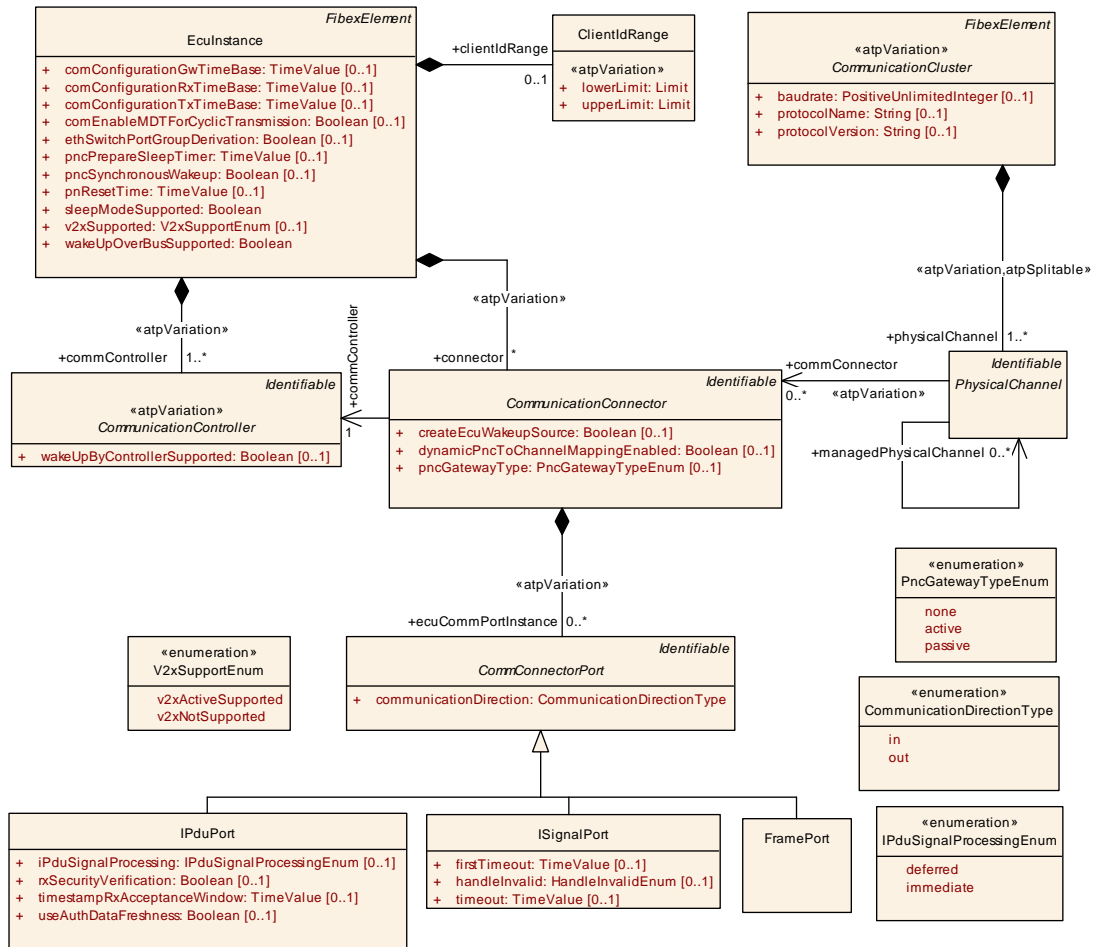 FibexElement
EcuInstance
+ comConfigurationGwTimeBase: TimeValue [0..1]
+ comConfigurationRxTimeBase: TimeValue [0..1]
+ comConfigurationTxTimeBase: TimeValue [0..1]
+ comEnableMDTForCyclicTransmission: Boolean [0..1]
+ ethSwitchPortGroupDerivation: Boolean [0..1]
+ pncPrepareSleepTimer: TimeValue [0..1]
+ pncSynchronousWakeup: Boolean [0..1]
+ pnResetTime: TimeValue [0..1]
+ sleepModeSupported: Boolean
+ v2xSupported: V2xSupportEnum [0..1]
+ wakeUpOverBusSupported: Boolean
+clientIdRange
0..1
ClientIdRange
«atpVariation»
+ lowerLimit: Limit
+ upperLimit: Limit
FibexElement
«atpVariation»
CommunicationCluster
+ baudrate: PositiveUnlimitedInteger [0..1]
+ protocolName: String [0..1]
+ protocolVersion: String [0..1]
«atpVariation,atpSplitable»
+physicalChannel 1..*
«atpVariation»
+commController 1..*
«atpVariation»
+connector *
+commController
1
+commConnector
0..*
«atpVariation»
Identifiable
PhysicalChannel
+managedPhysicalChannel 0..*
Identifiable
«atpVariation»
CommunicationController
+ wakeUpByControllerSupported: Boolean [0..1]
Identifiable
CommunicationConnector
+ createEcuWakeupSource: Boolean [0..1]
+ dynamicPncToChannelMappingEnabled: Boolean [0..1]
+ pncGatewayType: PncGatewayTypeEnum [0..1]
«atpVariation»
+ecuCommPortInstance 0..*
«enumeration»
PncGatewayTypeEnum
none
active
passive
«enumeration»
V2xSupportEnum
v2xActiveSupported
v2xNotSupported
Identifiable
CommConnectorPort
+ communicationDirection: CommunicationDirectionType
«enumeration»
CommunicationDirectionType
in
out
IPduPort
+ iPduSignalProcessing: IPduSignalProcessingEnum [0..1]
+ rxSecurityVerification: Boolean [0..1]
+ timestampRxAcceptanceWindow: TimeValue [0..1]
+ useAuthDataFreshness: Boolean [0..1]
ISignalPort
+ firstTimeout: TimeValue [0..1]
+ handleInvalid: HandleInvalidEnum [0..1]
+ timeout: TimeValue [0..1]
FramePort
«enumeration»
IPduSignalProcessingEnum
deferred
immediate